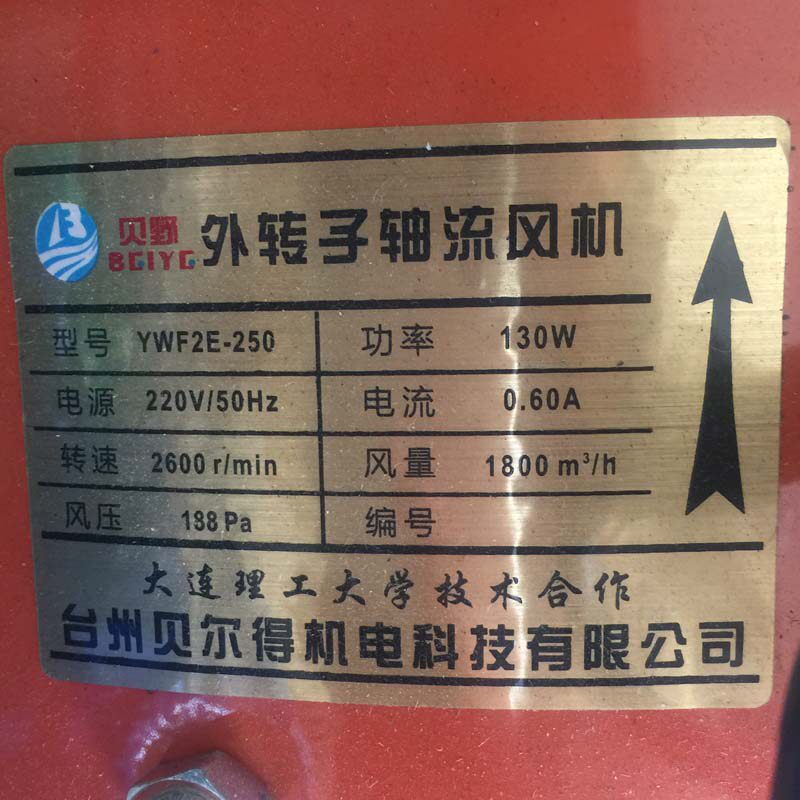 贝野 外转子轴流风机
BEIYE
型号 YWF2E-250 功率 130W
电源 220V/50Hz 电流 0.60A
转速 2600 r/min 风量 1800 m³/h
风压 188 Pa 编号
大连理工大学技术合作
台州贝尔得机电科技有限公司